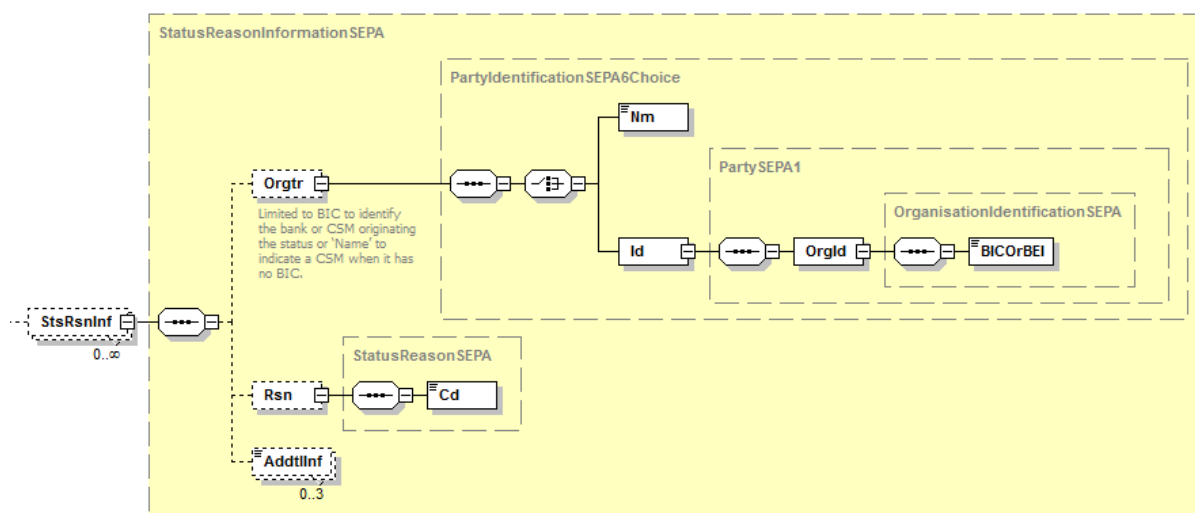 StatusReasonInformationSEPA
PartyIdentificationSEPA6Choice
Nm
PartySEPA1
Orgtr
OrganisationIdentificationSEPA
Limited to BIC to identify
the bank or CSM originating
the status or 'Name' to
indicate a CSM when it has
no BIC.
Id
OrgId
BICOrBEI
StsRsnInf
0..∞
StatusReasonSEPA
Rsn
Cd
AddtlInf
0..3